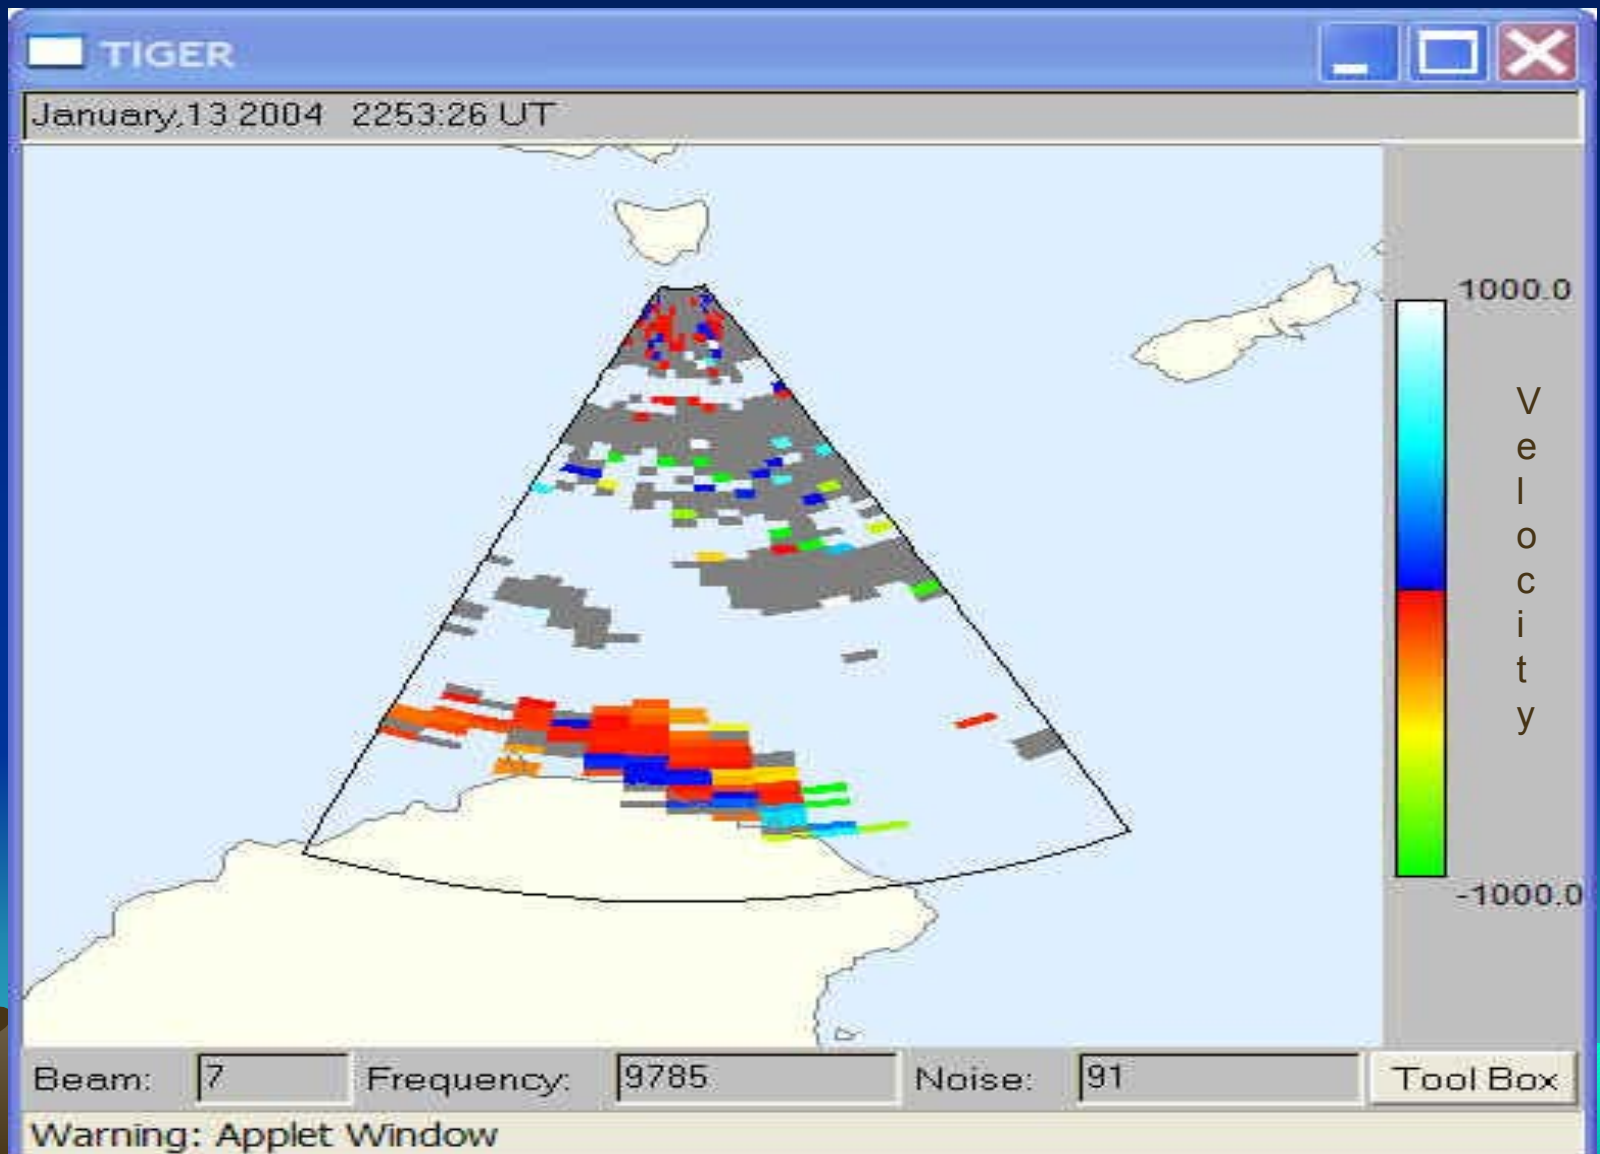 TIGER
January,13 2004 2253:26 UT
1000.0
Velocity
-1000.0
Beam: 7 Frequency: 9785 Noise: 91 Tool Box
Warning: Applet Window